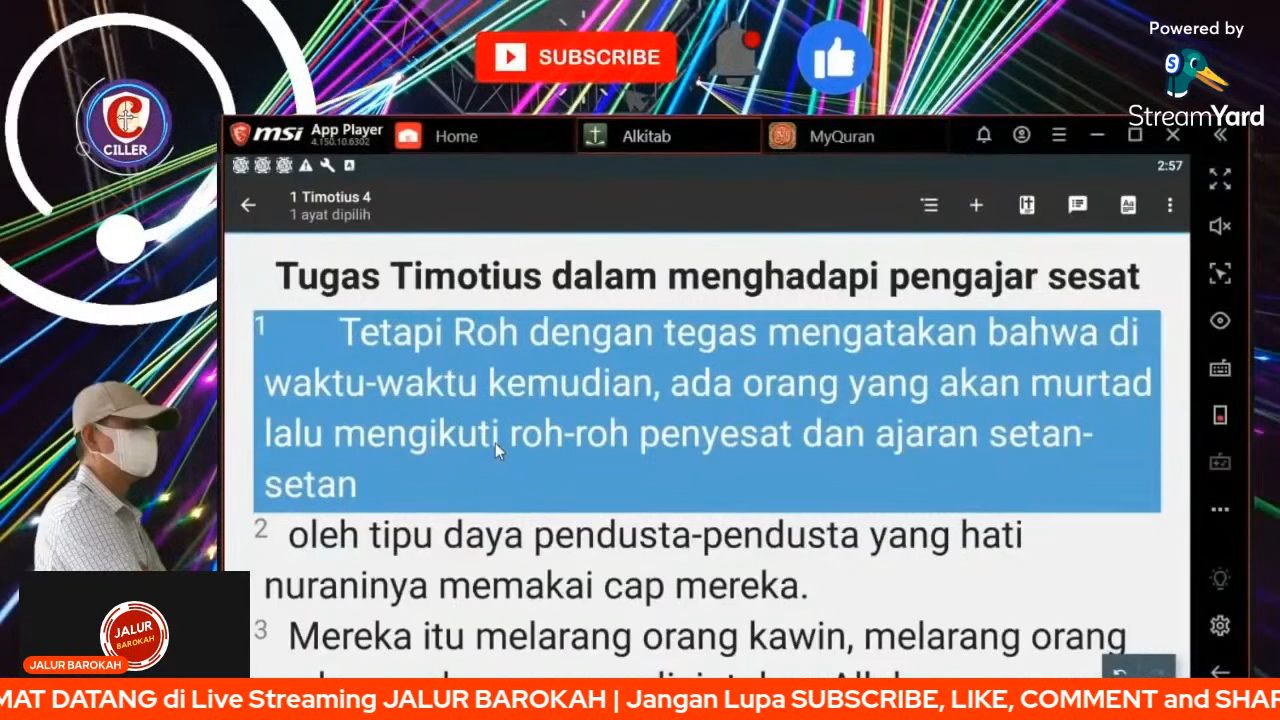 Powered by
StreamYard
SUBSCRIBE
CILLER
msi App Player
4.150.10.6302
Home
Alkitab
MyQuran
2:57
1 Timotius 4
1 ayat dipilih
Tugas Timotius dalam menghadapi pengajar sesat
1 Tetapi Roh dengan tegas mengatakan bahwa di
waktu-waktu kemudian, ada orang yang akan murtad
lalu mengikuti roh-roh penyesat dan ajaran setan-
setan
2 oleh tipu daya pendusta-pendusta yang hati
nuraninya memakai cap mereka.
3 Mereka itu melarang orang kawin, melarang orang
JALUR
BAROKAH
JALUR BAROKAH
MAT DATANG di Live Streaming JALUR BAROKAH | Jangan Lupa SUBSCRIBE, LIKE, COMMENT and SHAR